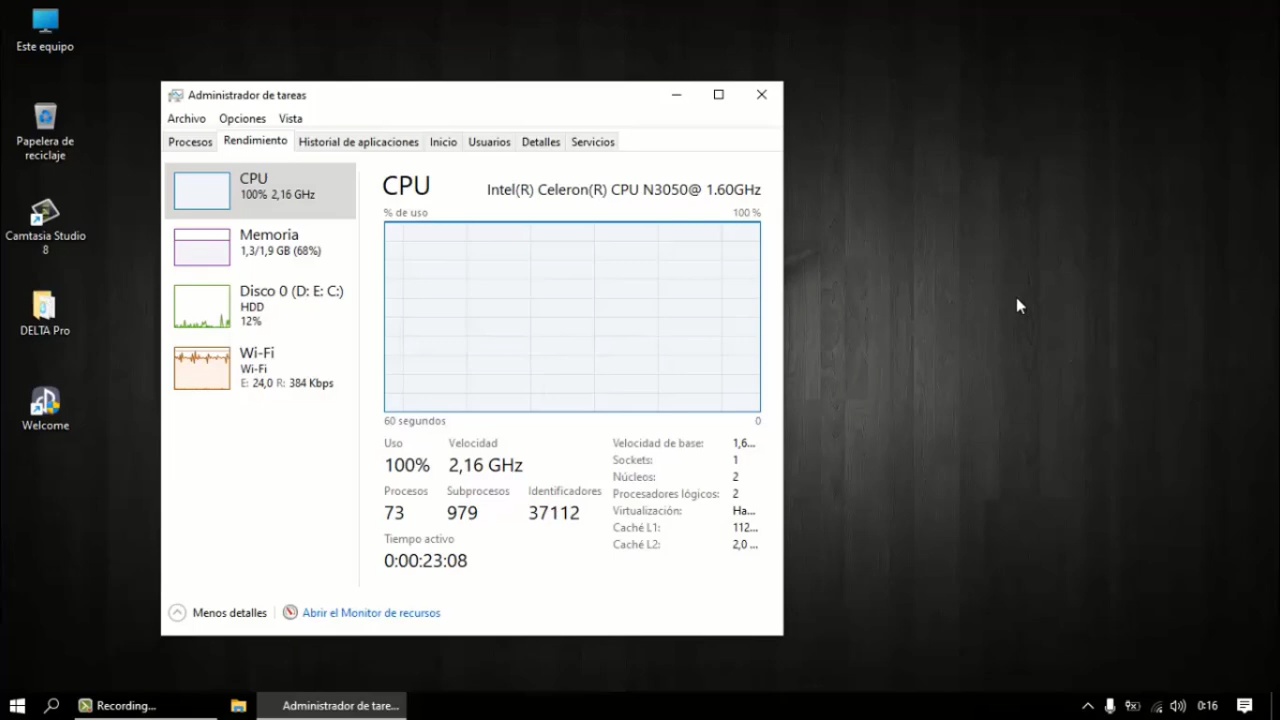 Este equipo
Papelera de
reciclaje
Camtasia Studio
8
DELTA Pro
Welcome
Administrador de tareas
Archivo Opciones Vista
Procesos Rendimiento Historial de aplicaciones Inicio Usuarios Detalles Servicios
CPU
100% 2,16 GHz
Memoria
1,3/1,9 GB (68%)
Disco 0 (D: E: C:)
HDD
12%
Wi-Fi
Wi-Fi
E: 24,0 R: 384 Kbps
CPU Intel(R) Celeron(R) CPU N3050@ 1.60GHz
% de uso 100 %
60 segundos 0
Uso Velocidad
100% 2,16 GHz
Procesos Subprocesos Identificadores
73 979 37112
Tiempo activo
0:00:23:08
Velocidad de base: 1,6...
Sockets: 1
Núcleos: 2
Procesadores lógicos: 2
Virtualización: Ha...
Caché L1: 112...
Caché L2: 2,0 ...
Menos detalles Abrir el Monitor de recursos
Recording... Administrador de tare... 0:16